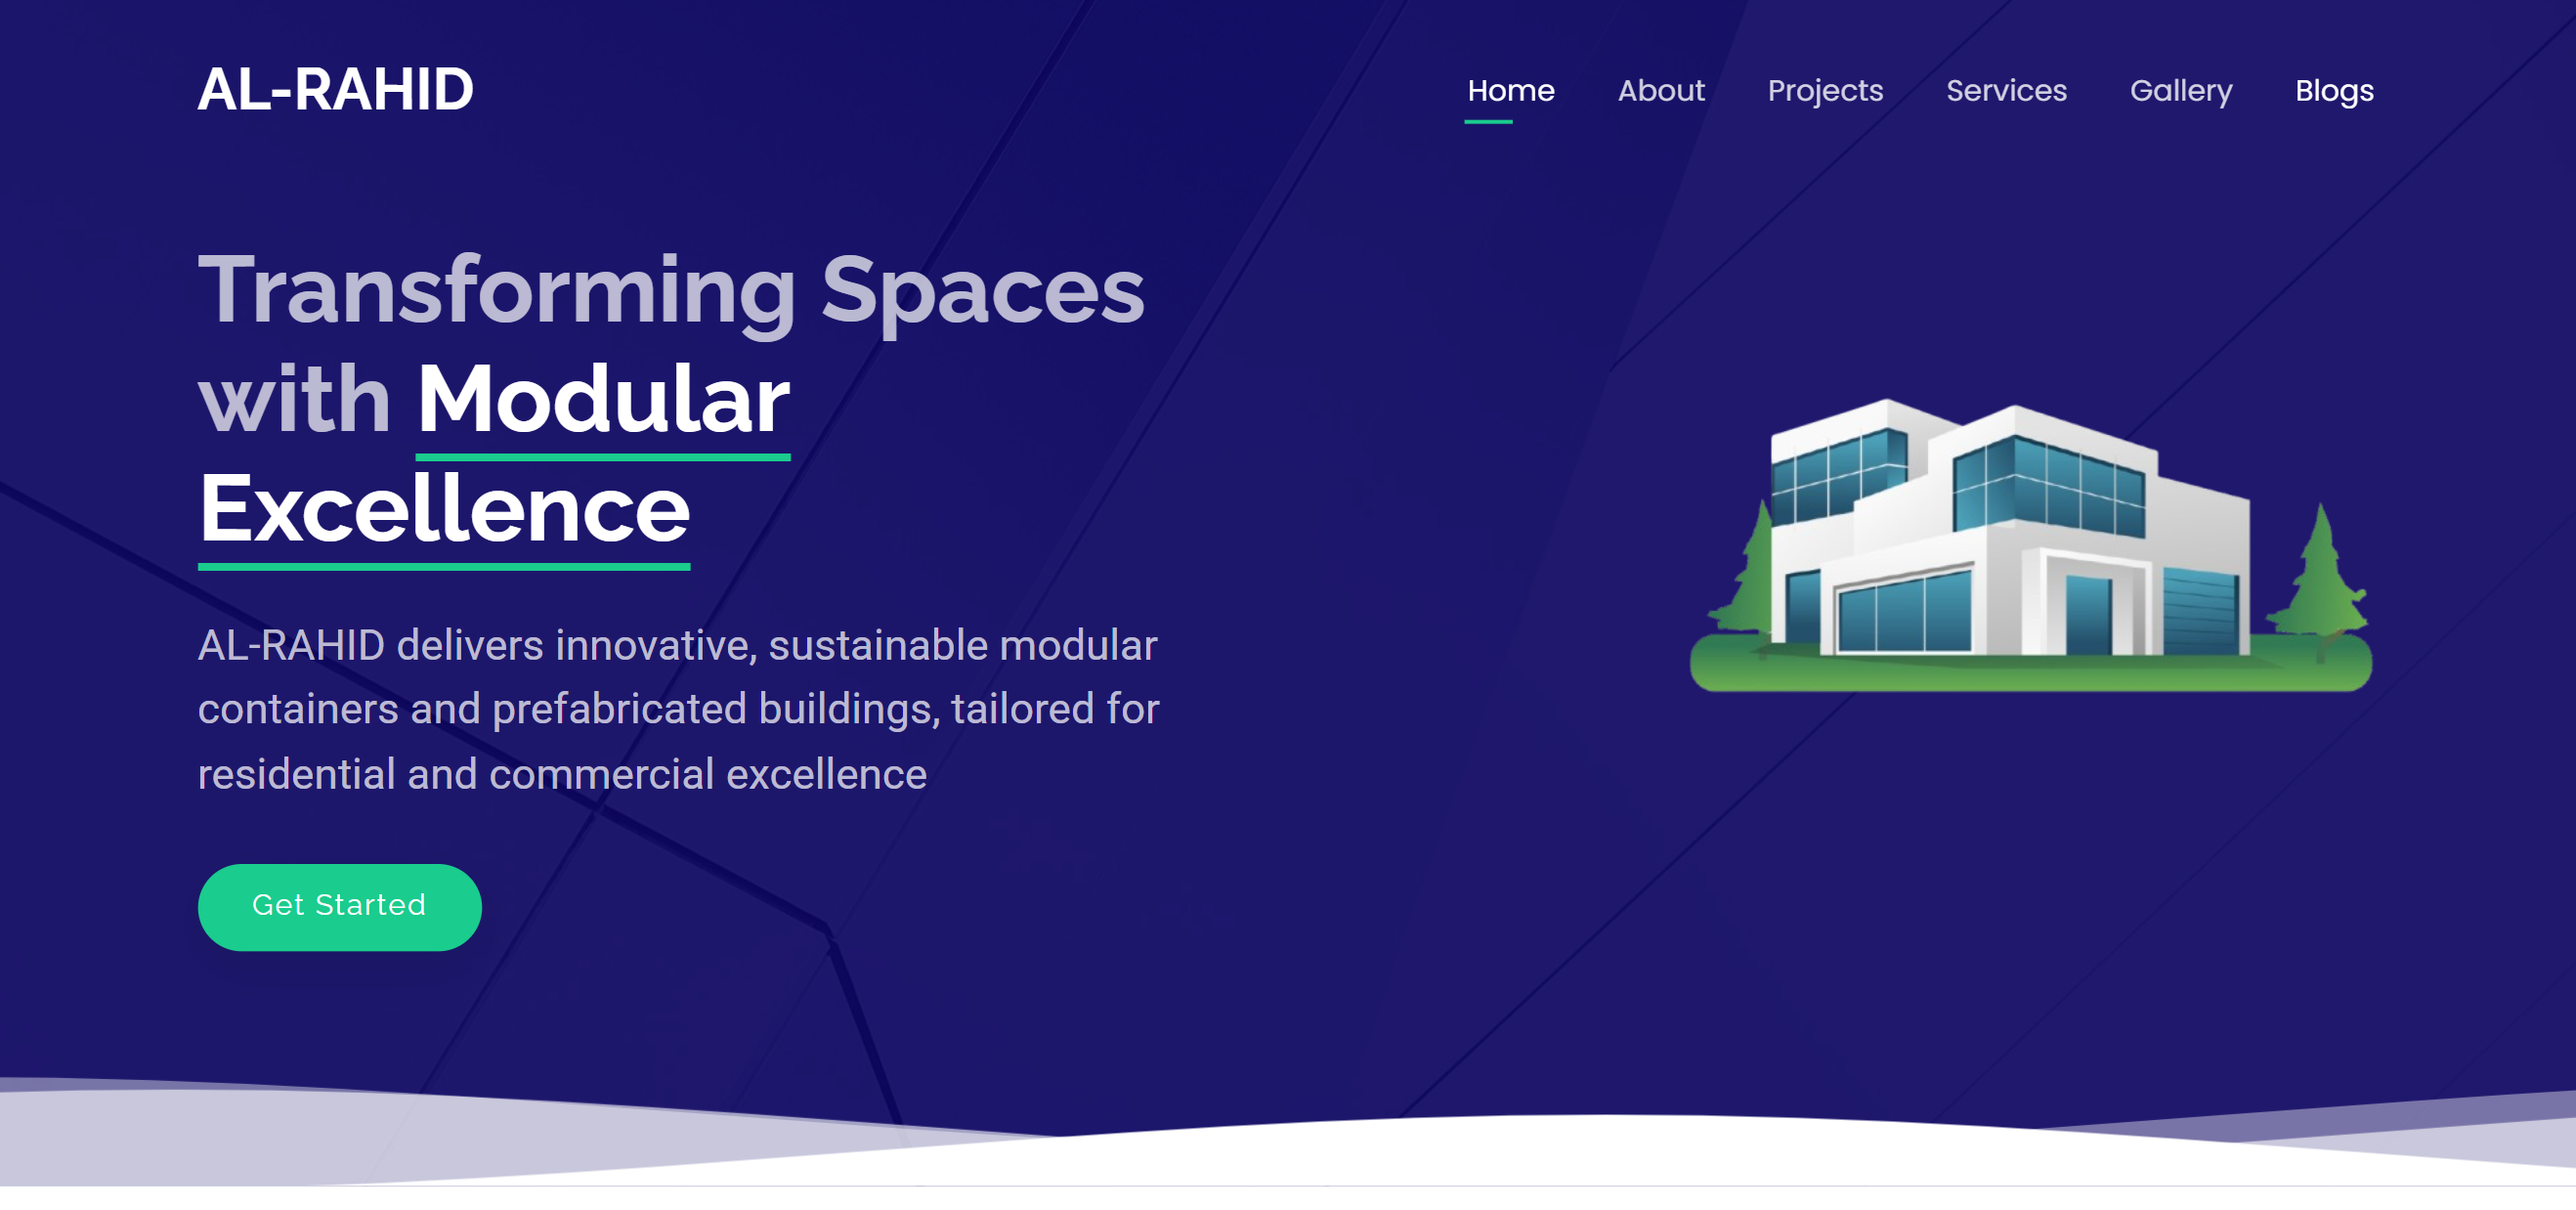 AL-RAHID
Home About Projects Services Gallery Blogs
Transforming Spaces
with Modular
Excellence
AL-RAHID delivers innovative, sustainable modular
containers and prefabricated buildings, tailored for
residential and commercial excellence
Get Started